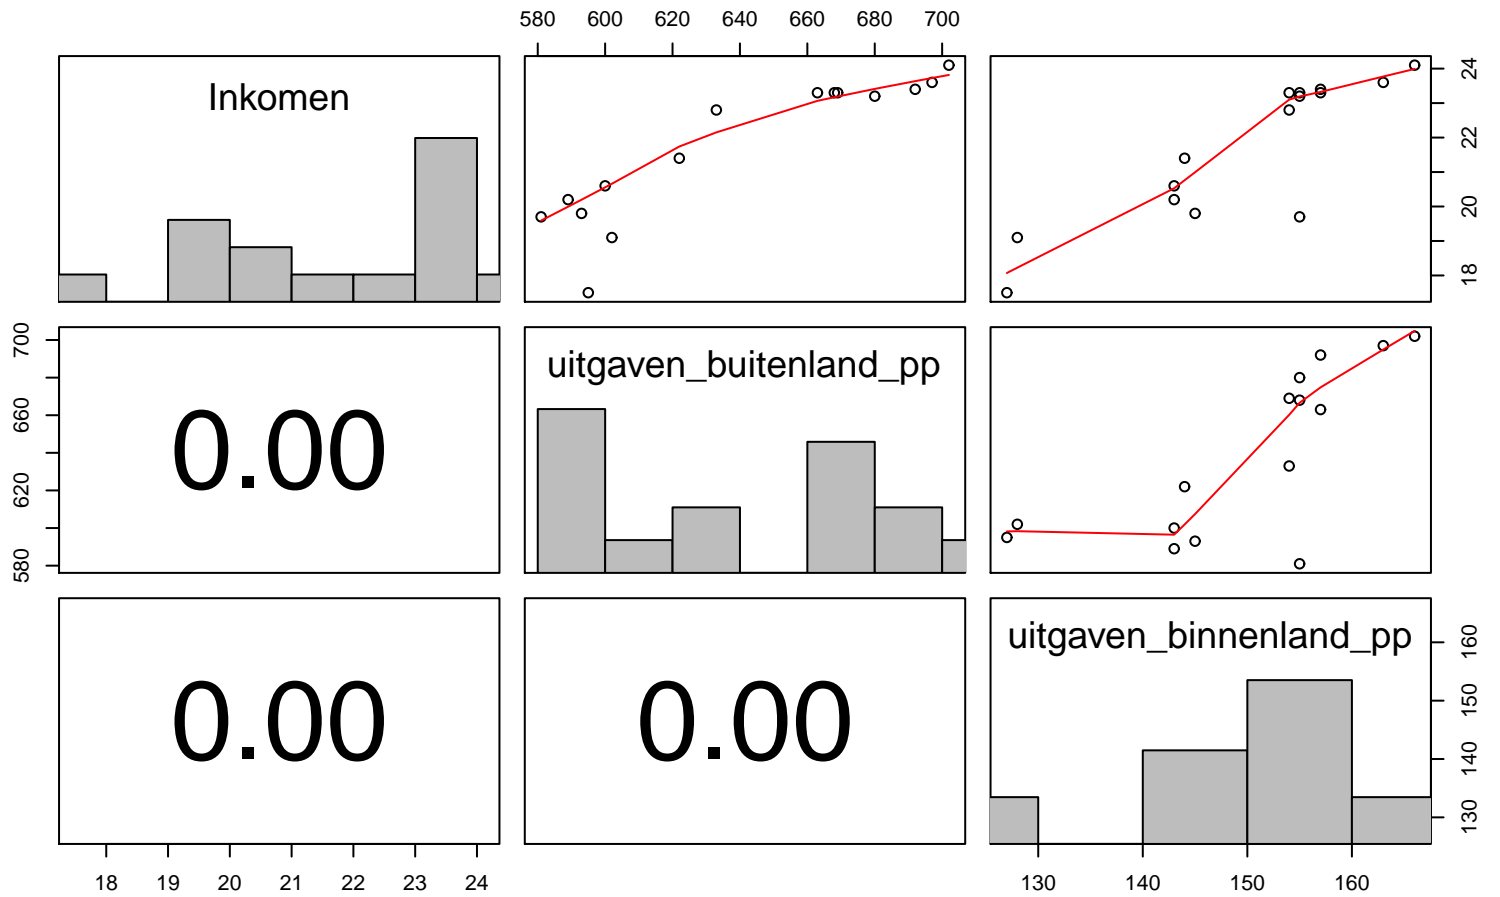 580 600 620 640 660 680 700
Inkomen
18 20 22 24
580 620 660 700
0.00
uitgaven_buitenland_pp
0.00
0.00
uitgaven_binnenland_pp
130 140 150 160
18 19 20 21 22 23 24
130 140 150 160